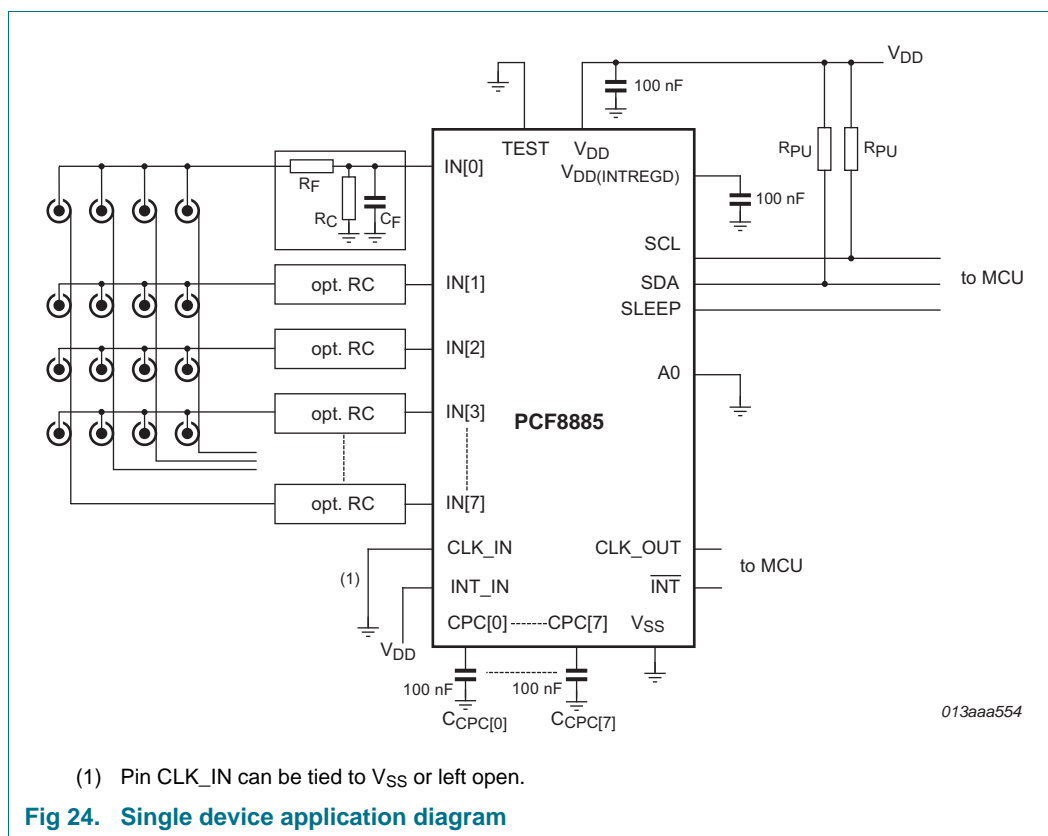 VDD
100 nF
TEST
VDD
RPU
RPU
IN[0]
VDD(INTREGD)
RF
RC
CF
100 nF
SCL
opt. RC
IN[1]
SDA
to MCU
SLEEP
opt. RC
IN[2]
A0
opt. RC
IN[3]
PCF8885
opt. RC
IN[7]
CLK_IN
CLK_OUT
(1)
to MCU
INT_IN
INT
CPC[0]
CPC[7]
VSS
VDD
100 nF
100 nF
CCPC[0]
CCPC[7]
013aaa554
(1) Pin CLK_IN can be tied to VSS or left open.
Fig 24. Single device application diagram